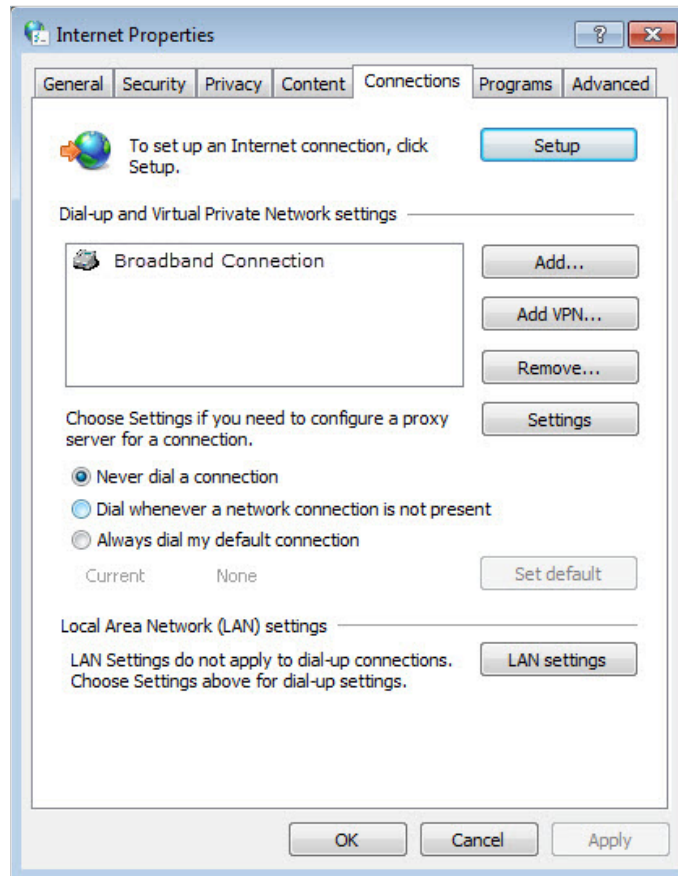 Internet Properties
General Security Privacy Content Connections Programs Advanced
To set up an Internet connection, click
Setup.
Setup
Dial-up and Virtual Private Network settings
Broadband Connection
Add...
Add VPN...
Remove...
Choose Settings if you need to configure a proxy
server for a connection.
Settings
Never dial a connection
Dial whenever a network connection is not present
Always dial my default connection
Current None
Set default
Local Area Network (LAN) settings
LAN Settings do not apply to dial-up connections.
Choose Settings above for dial-up settings.
LAN settings
OK Cancel Apply